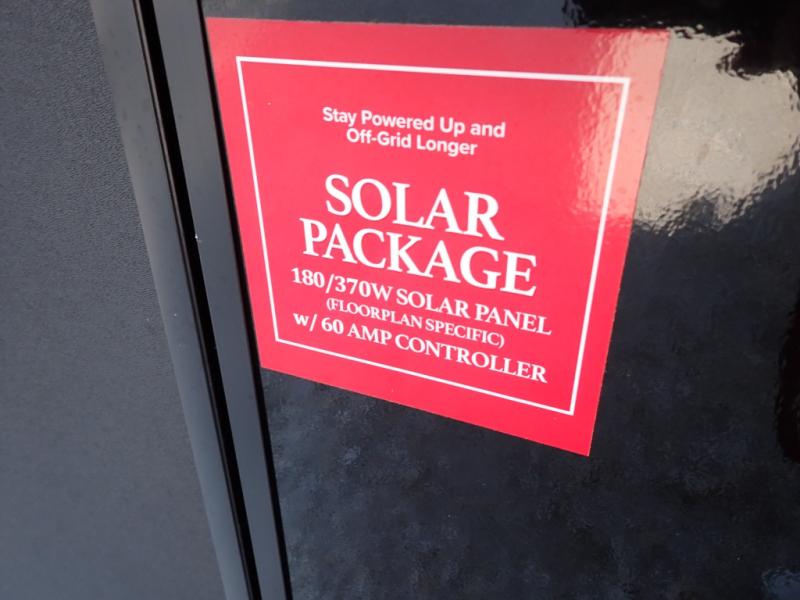 Stay Powered Up and
Off-Grid Longer
SOLAR
PACKAGE
180/370W SOLAR PANEL
(FLOORPLAN SPECIFIC)
w/ 60 AMP CONTROLLER